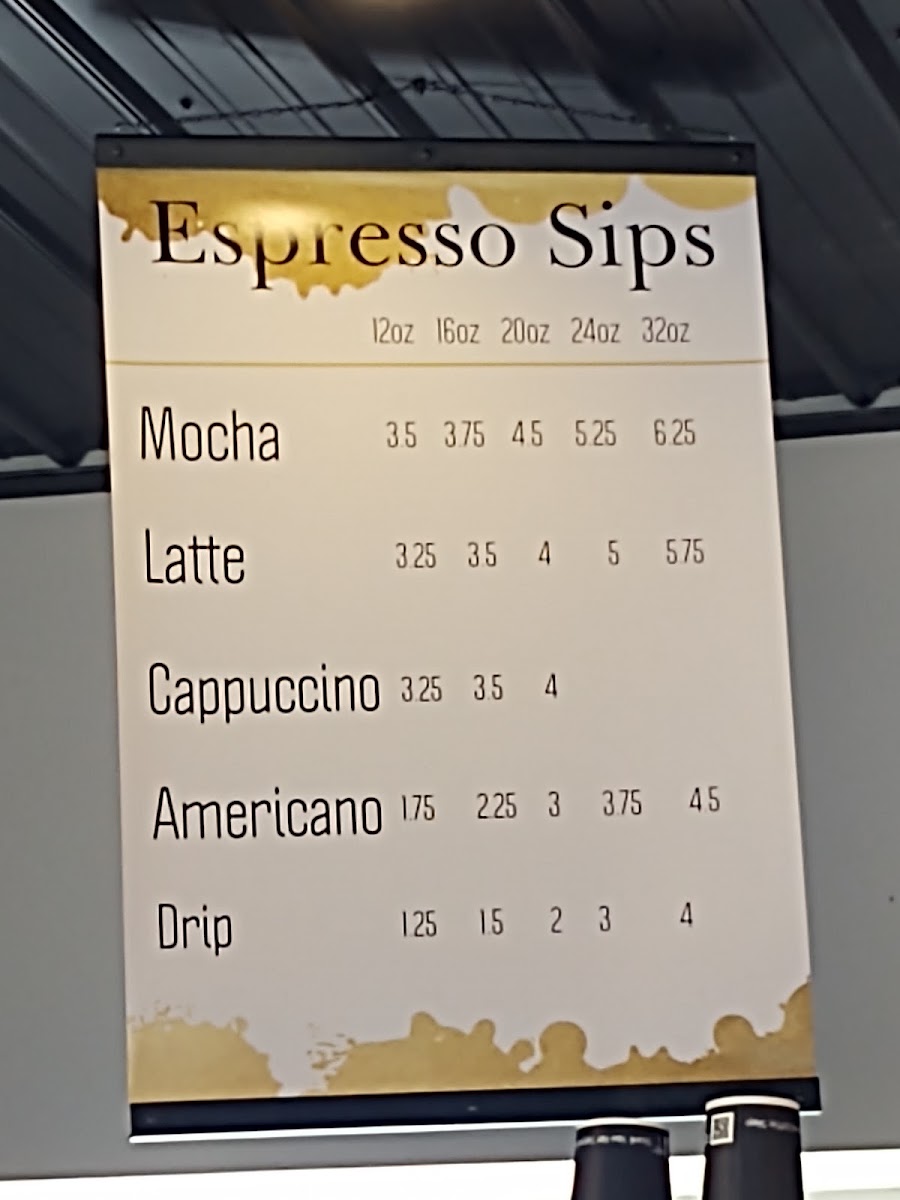 Espresso Sips
12oz 16oz 20oz 24oz 32oz
Mocha 3.5 3.75 4.5 5.25 6.25
Latte 3.25 3.5 4 5 5.75
Cappuccino 3.25 3.5 4
Americano 1.75 2.25 3 3.75 4.5
Drip 1.25 1.5 2 3 4